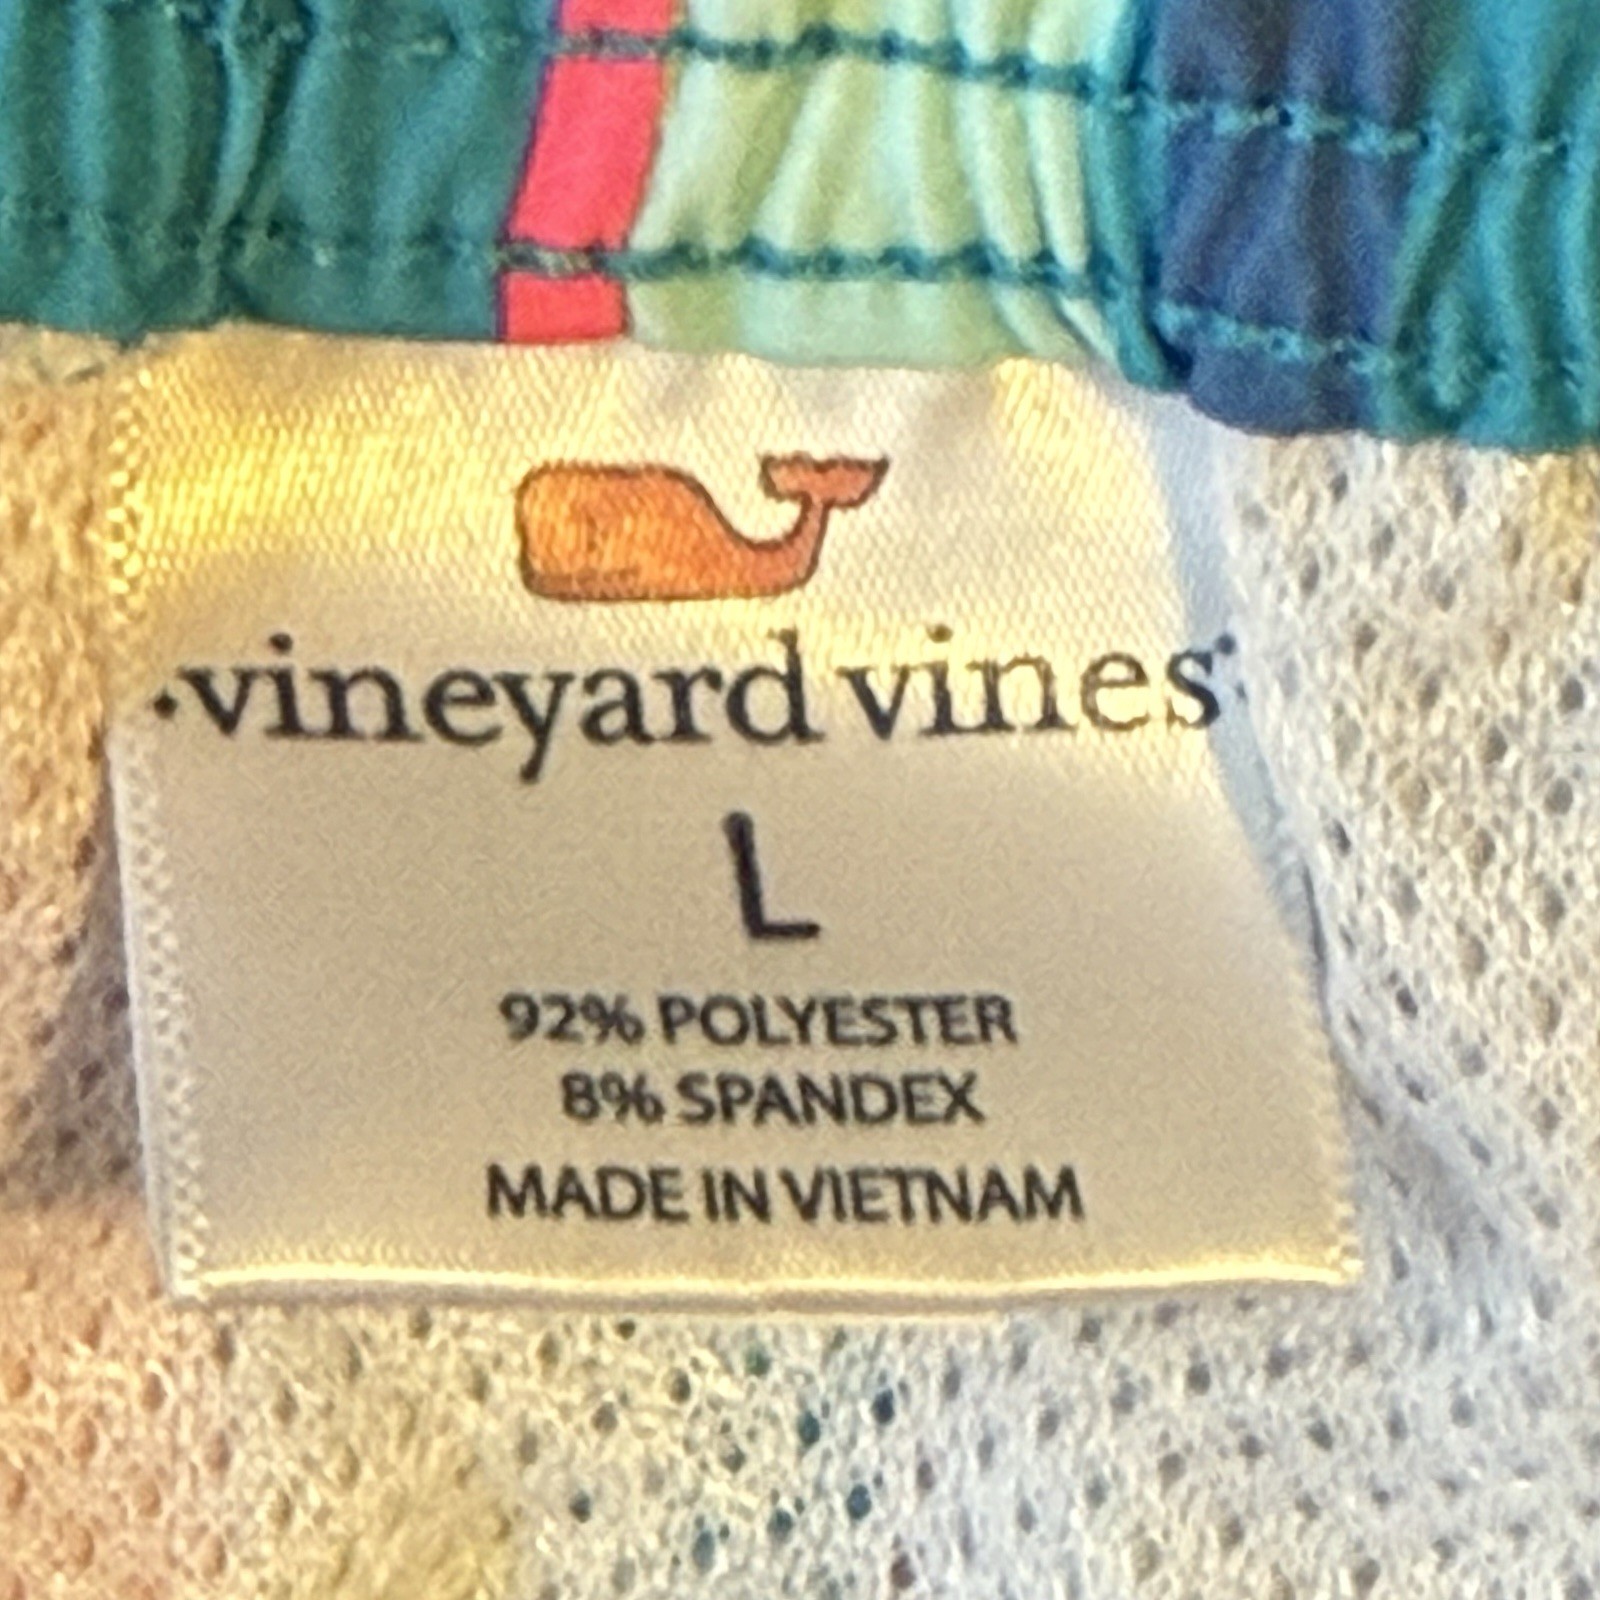 vineyard vines
L
92% POLYESTER
8% SPANDEX
MADE IN VIETNAM